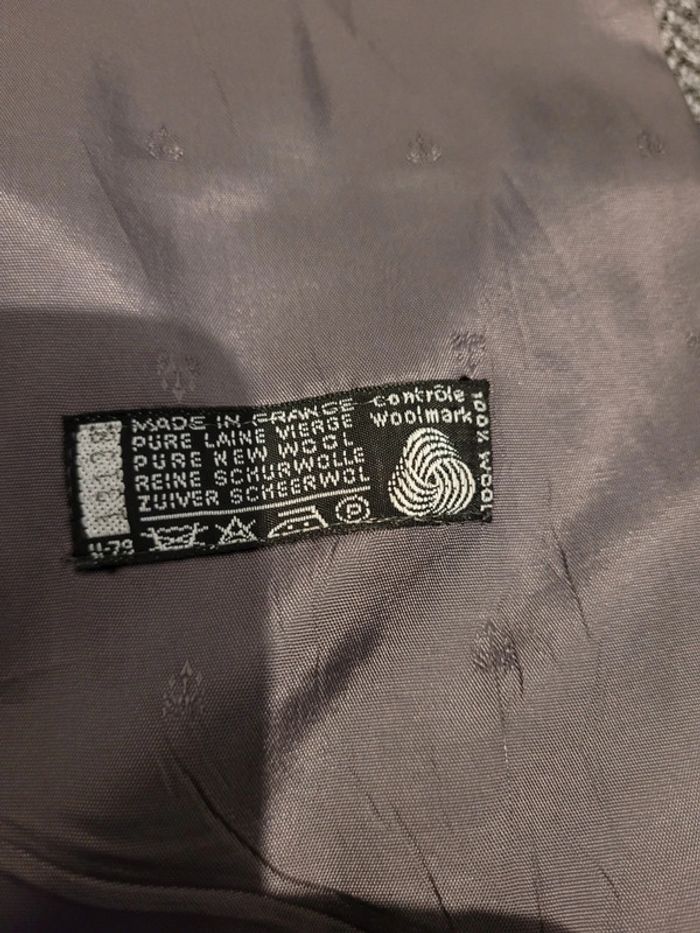 MADE IN FRANCE
PURE LAINE VIERGE
PURE NEW WOOL
REINE SCHURWOLLE
ZUIVER SCHEERWOL
contrôle
woolmark
100% WOOL
P